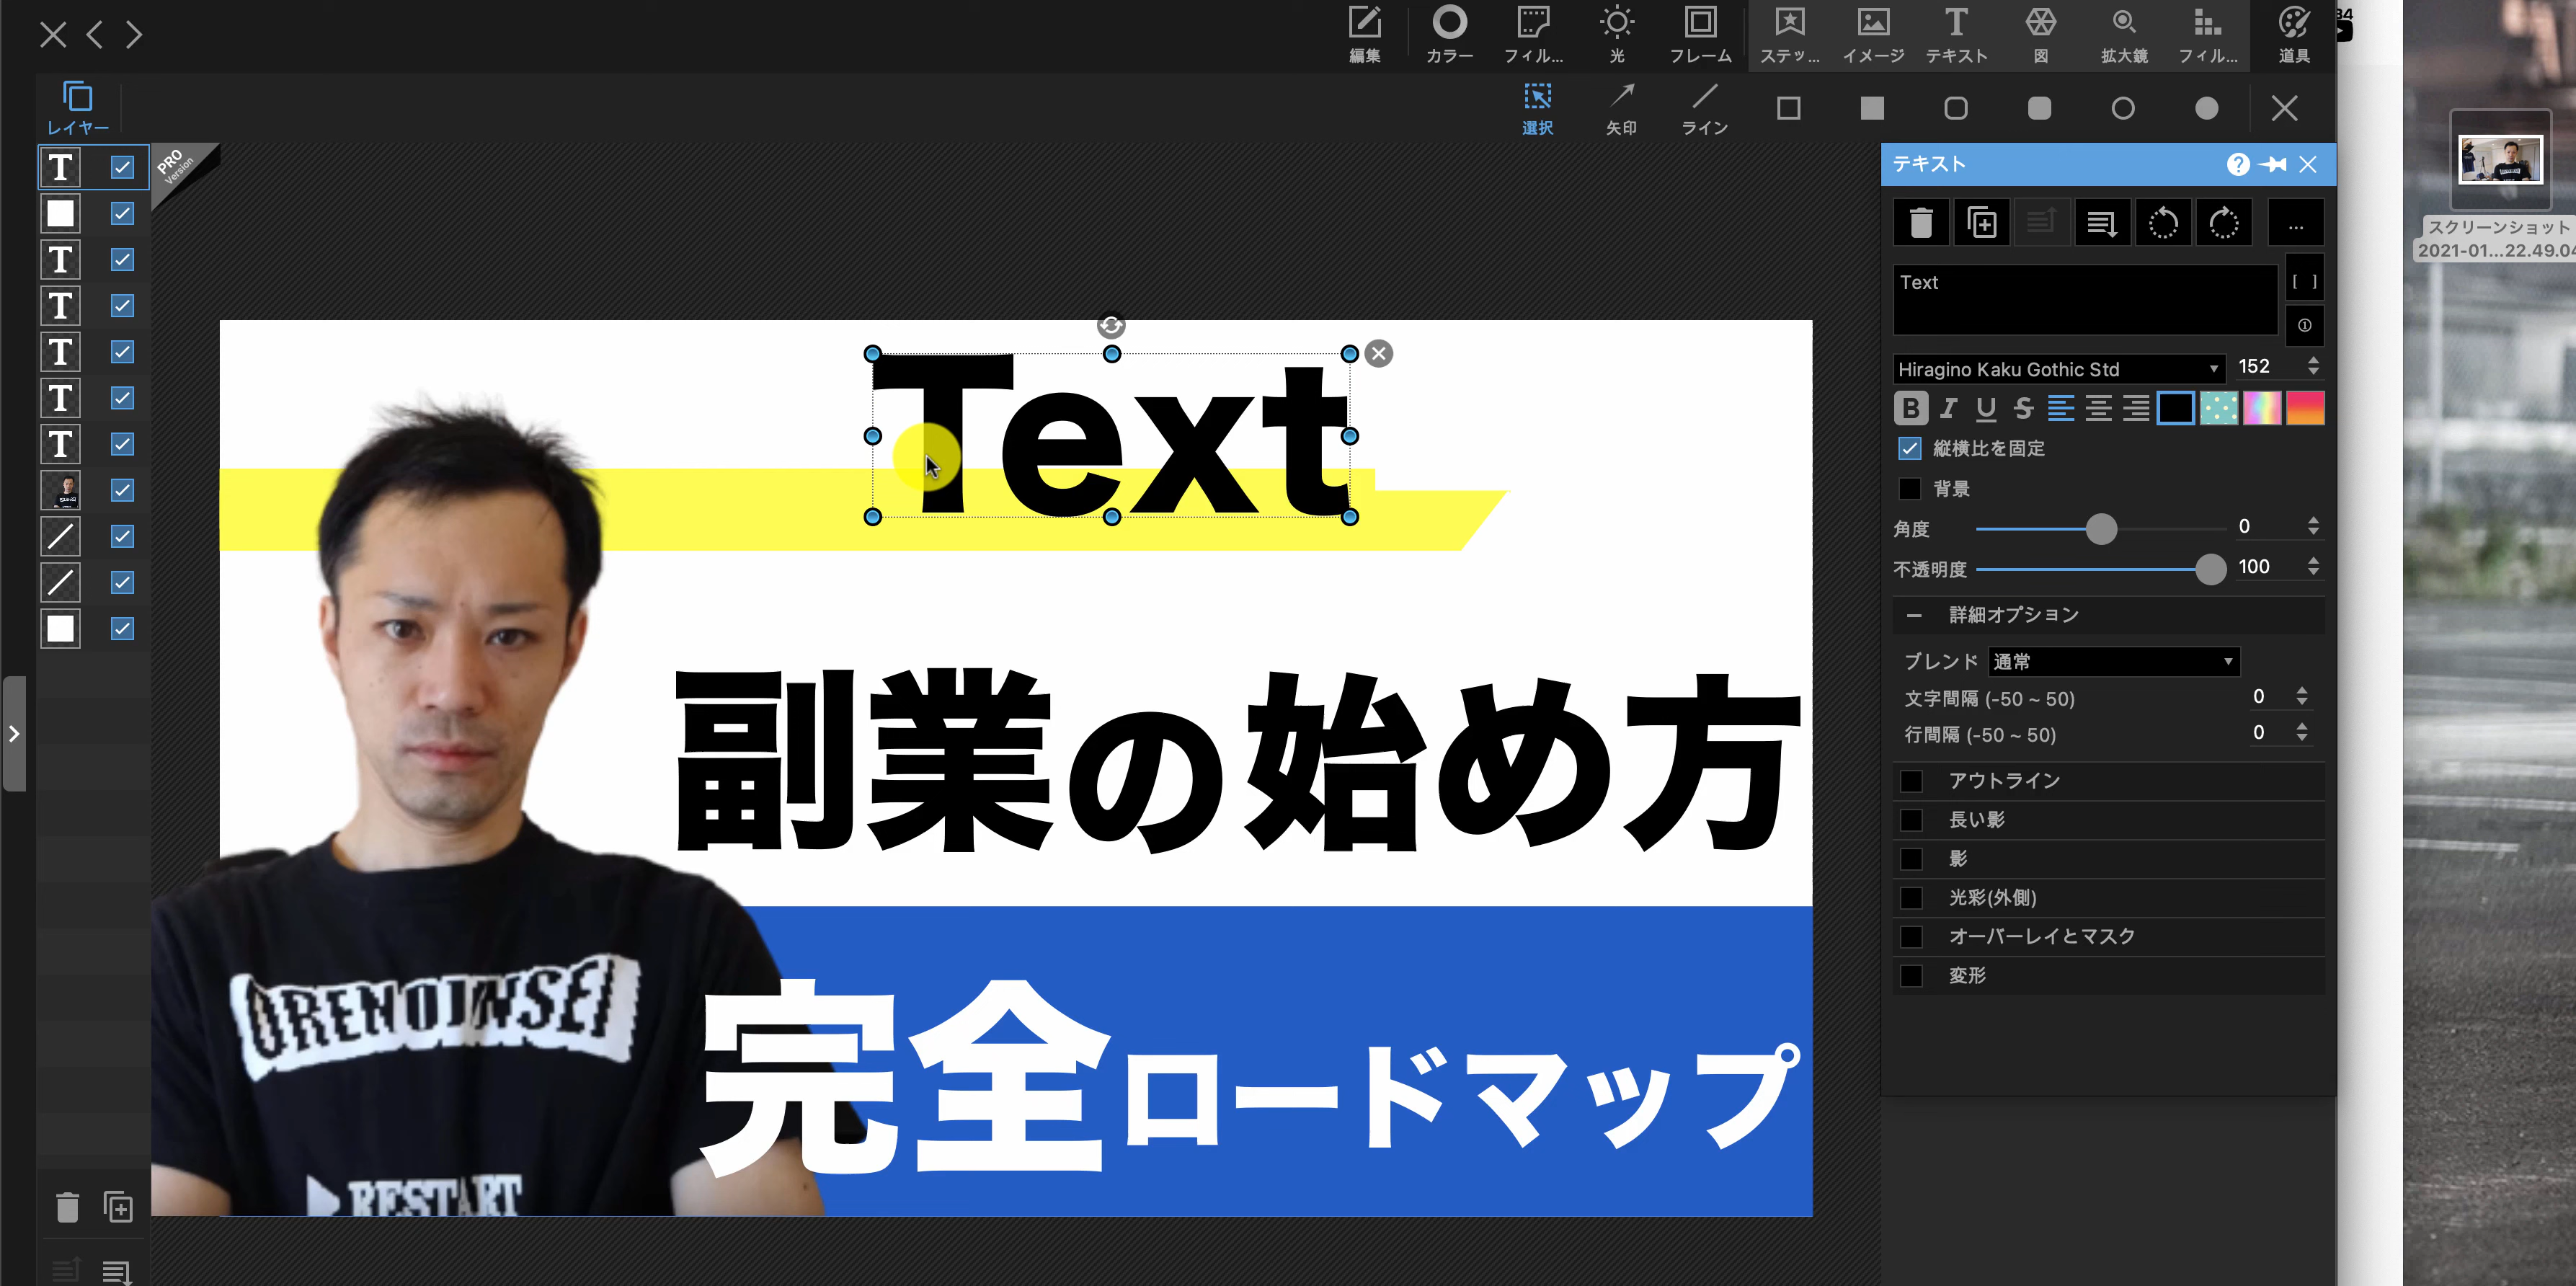 編集
カラー
フィル...
光
フレーム
ステッ...
イメージ
テキスト
図
拡大鏡
フィル...
道具
34
レイヤー
選択
矢印
ライン
PRO
Version
テキスト
?
...
スクリーンショット
2021-01...22.49.04
Text
[ ]
①
Hiragino Kaku Gothic Std
152
B I U S
縦横比を固定
背景
角度
0
不透明度
100
詳細オプション
ブレンド
通常
文字間隔 (-50 ~ 50)
0
行間隔 (-50 ~ 50)
0
アウトライン
長い影
影
光彩(外側)
オーバーレイとマスク
変形
Text
副業の始め方
完全ロードマップ
ORENOJINSEI
RESTART